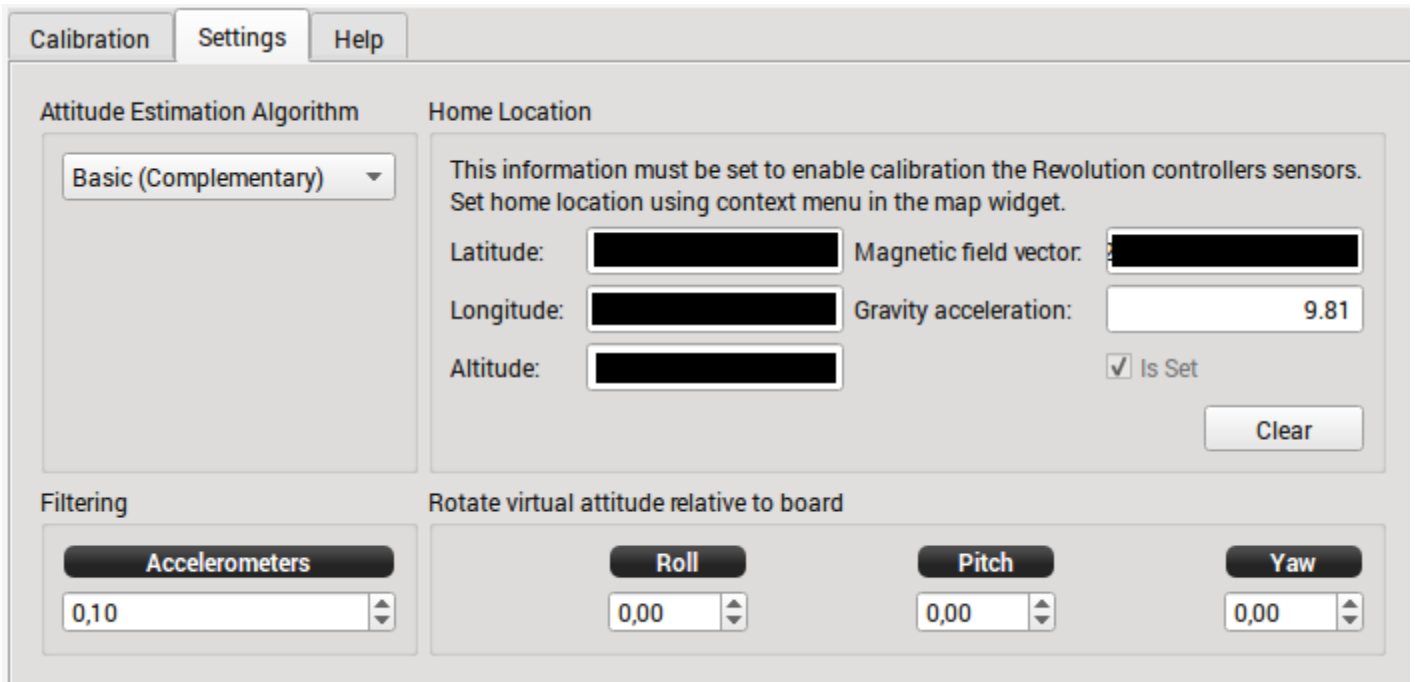 Calibration Settings Help
Attitude Estimation Algorithm
Basic (Complementary)
Home Location
This information must be set to enable calibration the Revolution controllers sensors.
Set home location using context menu in the map widget.
Latitude:
Magnetic field vector:
Longitude:
Gravity acceleration: 9.81
Altitude:
Is Set
Clear
Filtering
Accelerometers
0,10
Rotate virtual attitude relative to board
Roll Pitch Yaw
0,00 0,00 0,00